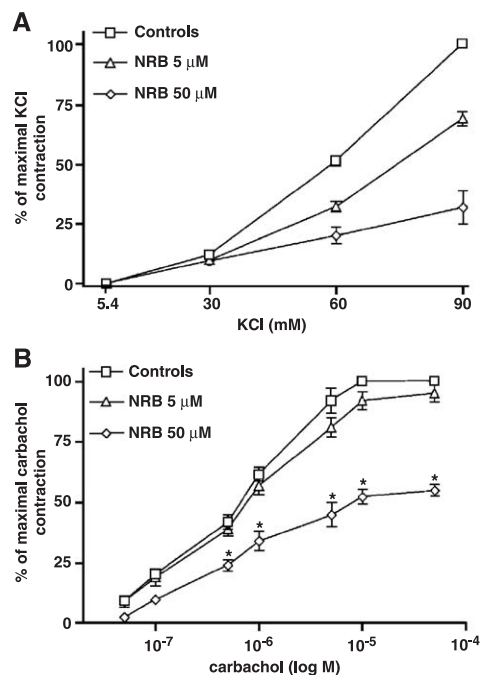 A
Controls
NRB 5 μM
NRB 50 μM
% of maximal KCl
contraction
100
75
50
25
0
5.4
30
60
90
KCl (mM)
B
Controls
NRB 5 μM
NRB 50 μM
% of maximal carbachol
contraction
100
75
50
25
0
*
*
*
*
*
10-7
10-6
10-5
10-4
carbachol (log M)